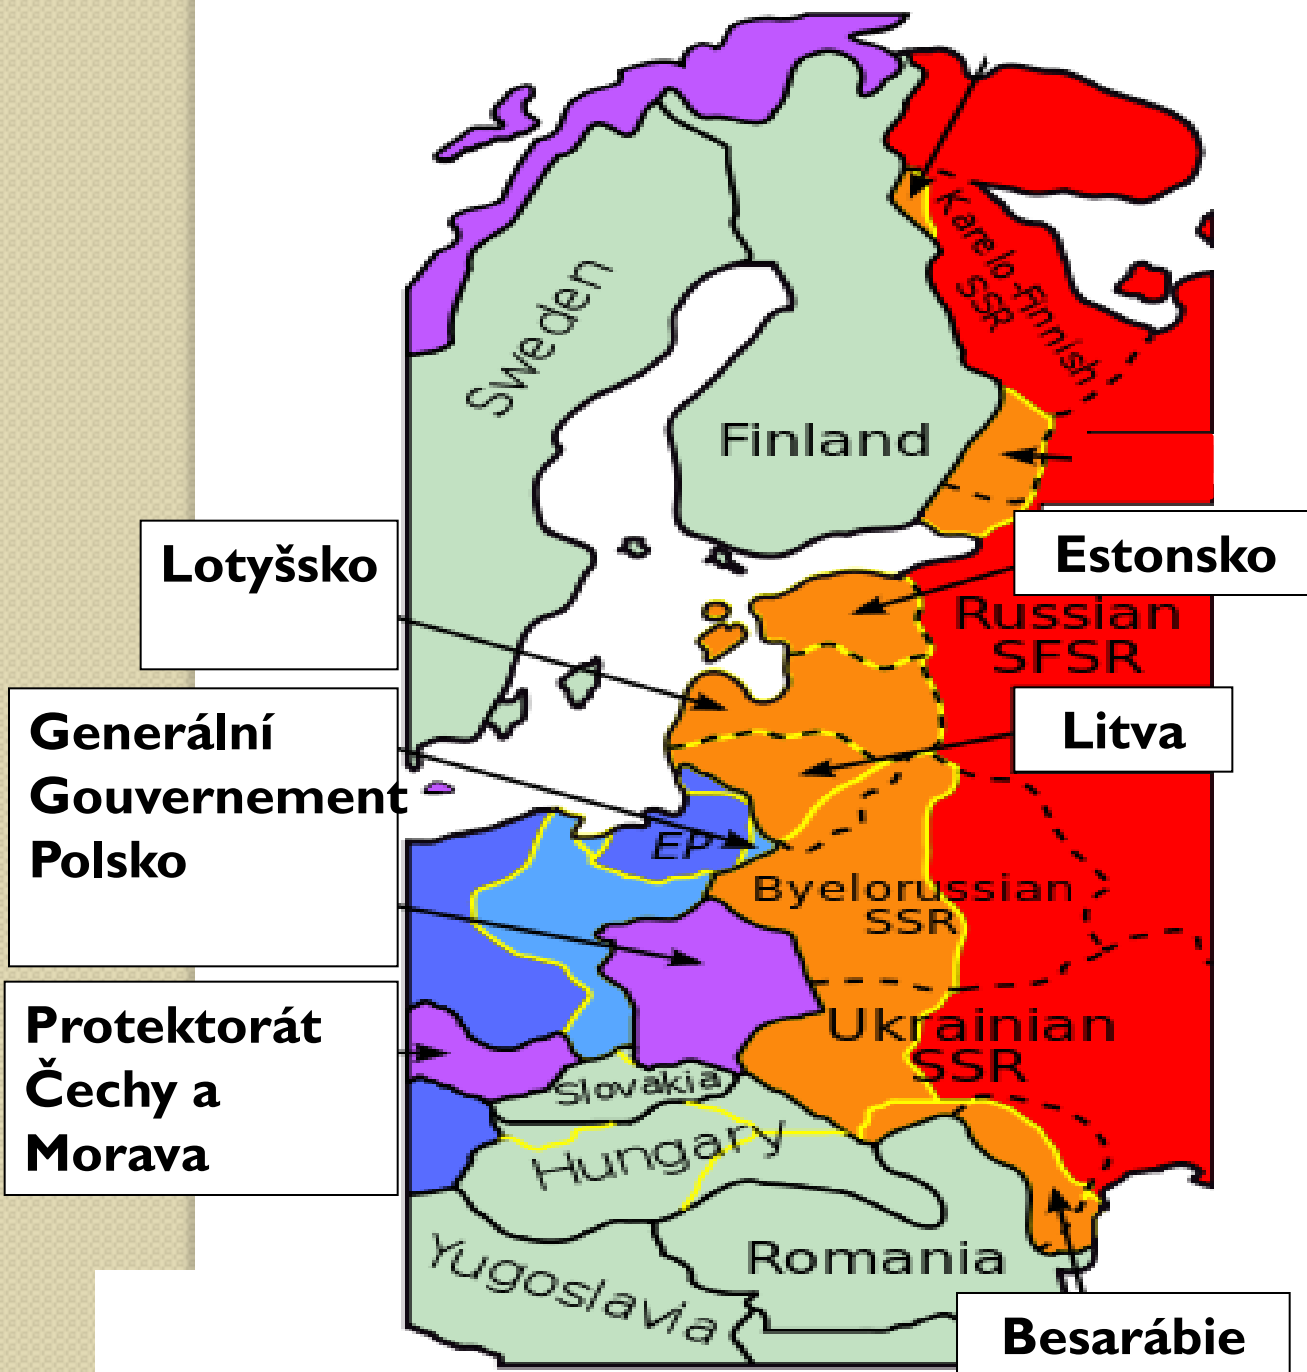 Sweden
Karelo-Finnish
SSR
Finland
Lotyšsko
Estonsko
Russian
SFSR
Generální
Gouvernement
Polsko
Litva
EP
Byelorussian
SSR
Protektorát
Čechy a
Morava
Ukrainian
SSR
Slovakia
Hungary
Yugoslavia
Romania
Besarábie